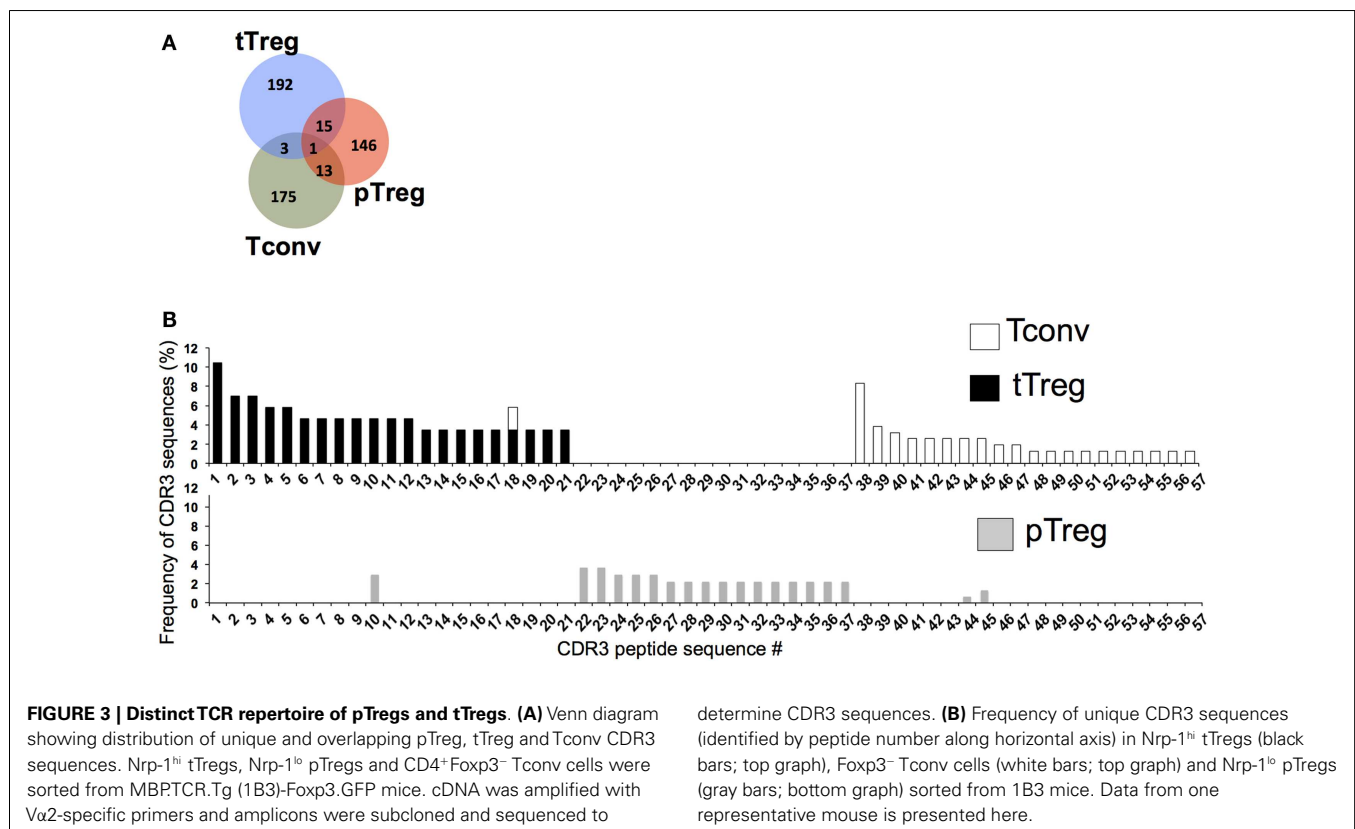 A
tTreg
192
15
3
1
146
13
175
pTreg
Tconv
B
Frequency of CDR3 sequences (%)
12
10
8
6
4
2
0
Tconv
tTreg
1 2 3 4 5 6 7 8 9 10 11 12 13 14 15 16 17 18 19 20 21 22 23 24 25 26 27 28 29 30 31 32 33 34 35 36 37 38 39 40 41 42 43 44 45 46 47 48 49 50 51 52 53 54 55 56 57
12
10
8
6
4
2
0
pTreg
1 2 3 4 5 6 7 8 9 10 11 12 13 14 15 16 17 18 19 20 21 22 23 24 25 26 27 28 29 30 31 32 33 34 35 36 37 38 39 40 41 42 43 44 45 46 47 48 49 50 51 52 53 54 55 56 57
CDR3 peptide sequence #
FIGURE 3 | Distinct TCR repertoire of pTregs and tTregs. (A) Venn diagram
showing distribution of unique and overlapping pTreg, tTreg and Tconv CDR3
sequences. Nrp-1hi tTregs, Nrp-1lo pTregs and CD4+Foxp3− Tconv cells were
sorted from MBP.TCR.Tg (1B3)-Foxp3.GFP mice. cDNA was amplified with
Vα2-specific primers and amplicons were subcloned and sequenced to
determine CDR3 sequences. (B) Frequency of unique CDR3 sequences
(identified by peptide number along horizontal axis) in Nrp-1hi tTregs (black
bars; top graph), Foxp3− Tconv cells (white bars; top graph) and Nrp-1lo pTregs
(gray bars; bottom graph) sorted from 1B3 mice. Data from one
representative mouse is presented here.